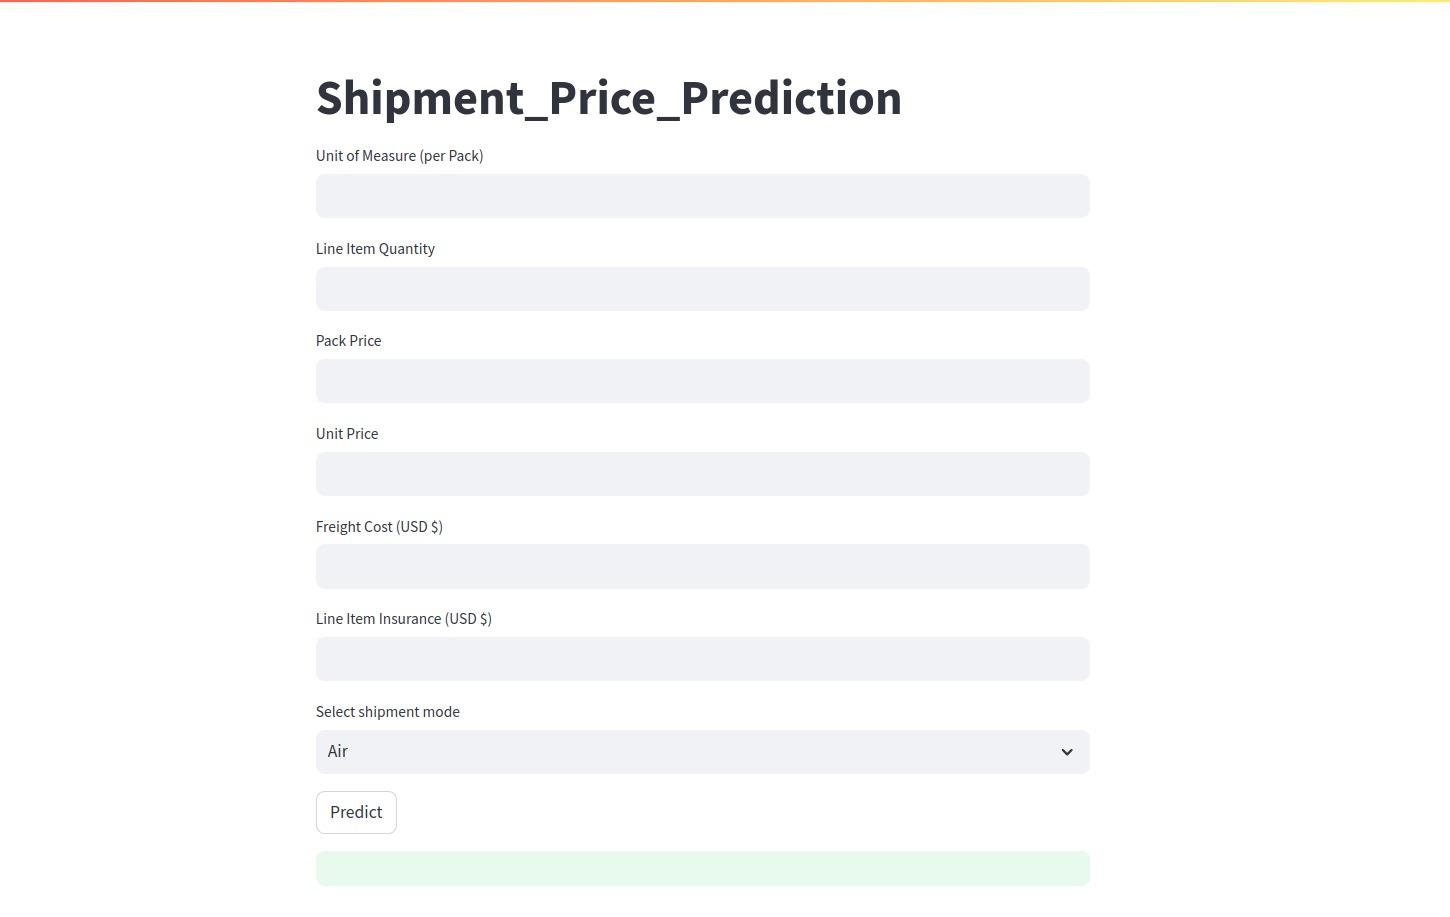 Shipment_Price_Prediction
Unit of Measure (per Pack)
Line Item Quantity
Pack Price
Unit Price
Freight Cost (USD $)
Line Item Insurance (USD $)
Select shipment mode
Air
Predict